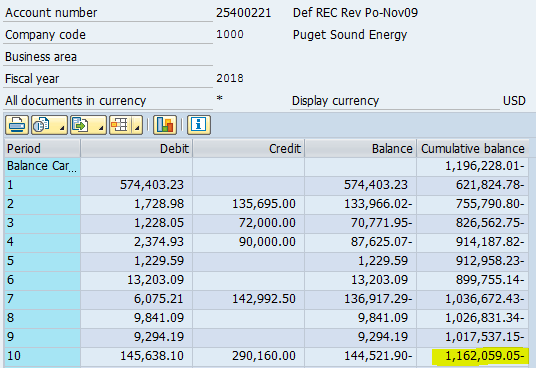 Account number 25400221 Def REC Rev Po-Nov09
Company code 1000 Puget Sound Energy
Business area
Fiscal year 2018
All documents in currency * Display currency USD
Period Debit Credit Balance Cumulative balance
Balance Car... 1,196,228.01-
1 574,403.23 574,403.23 621,824.78-
2 1,728.98 135,695.00 133,966.02- 755,790.80-
3 1,228.05 72,000.00 70,771.95- 826,562.75-
4 2,374.93 90,000.00 87,625.07- 914,187.82-
5 1,229.59 1,229.59 912,958.23-
6 13,203.09 13,203.09 899,755.14-
7 6,075.21 142,992.50 136,917.29- 1,036,672.43-
8 9,841.09 9,841.09 1,026,831.34-
9 9,294.19 9,294.19 1,017,537.15-
10 145,638.10 290,160.00 144,521.90- 1,162,059.05-